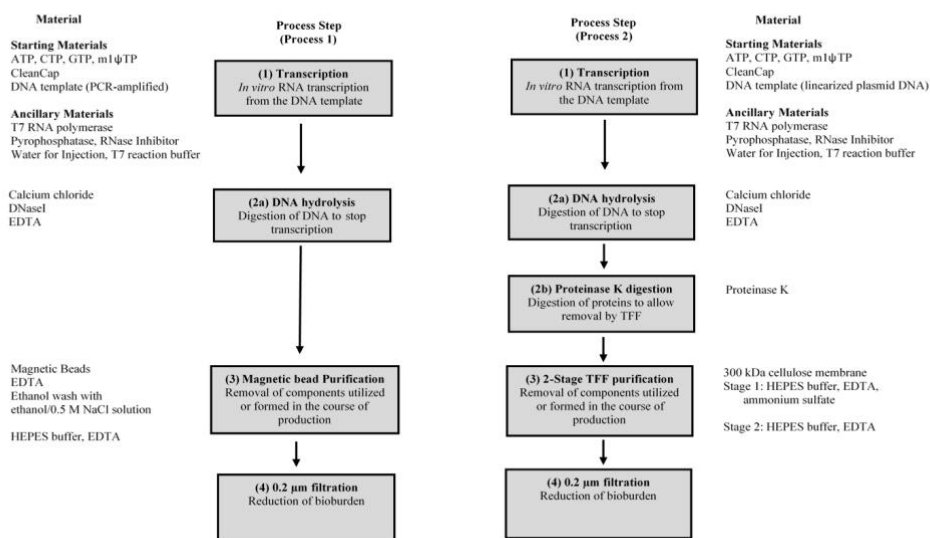 Material
Starting Materials
ATP, CTP, GTP, m1ψTP
CleanCap
DNA template (PCR-amplified)
Ancillary Materials
T7 RNA polymerase
Pyrophosphatase, RNase Inhibitor
Water for Injection, T7 reaction buffer
Calcium chloride
DNaseI
EDTA
Magnetic Beads
EDTA
Ethanol wash with
ethanol/0.5 M NaCl solution
HEPES buffer, EDTA
Process Step
(Process 1)
(1) Transcription
In vitro RNA transcription
from the DNA template
(2a) DNA hydrolysis
Digestion of DNA to stop
transcription
(3) Magnetic bead Purification
Removal of components utilized
or formed in the course of
production
(4) 0.2 µm filtration
Reduction of bioburden
Process Step
(Process 2)
(1) Transcription
In vitro RNA transcription from
the DNA template
(2a) DNA hydrolysis
Digestion of DNA to stop
transcription
(2b) Proteinase K digestion
Digestion of proteins to allow
removal by TFF
(3) 2-Stage TFF purification
Removal of components utilized
or formed in the course of
production
(4) 0.2 µm filtration
Reduction of bioburden
Material
Starting Materials
ATP, CTP, GTP, m1ψTP
CleanCap
DNA template (linearized plasmid DNA)
Ancillary Materials
T7 RNA polymerase
Pyrophosphatase, RNase Inhibitor
Water for Injection, T7 reaction buffer
Calcium chloride
DNaseI
EDTA
Proteinase K
300 kDa cellulose membrane
Stage 1: HEPES buffer, EDTA,
ammonium sulfate
Stage 2: HEPES buffer, EDTA